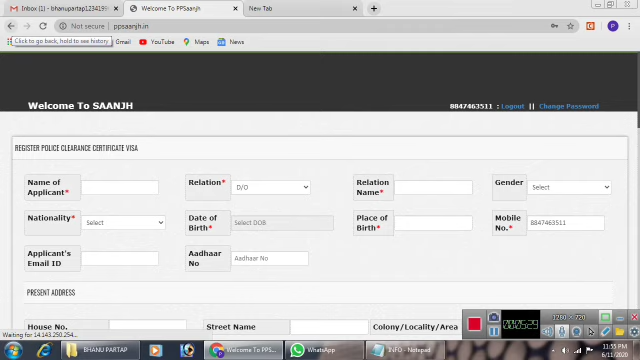 Inbox (1) - bhanupartap1234199
Welcome To PPSaanjh
New Tab
Not secure | ppsaanjh.in
Click to go back, hold to see history
Gmail
YouTube
Maps
News
Welcome To SAANJH
8847463511 : Logout || Change Password
REGISTER POLICE CLEARANCE CERTIFICATE VISA
Name of Applicant*
Relation*
D/O
Relation Name*
Gender
Select
Nationality*
Select
Date of Birth*
Select DOB
Place of Birth*
Mobile No.*
8847463511
Applicant's Email ID
Aadhaar No
Aadhaar No
PRESENT ADDRESS
House No.
Street Name
Colony/Locality/Area
Waiting for 14.143.250.254...
1280 × 720
BHANU PARTAP
Welcome To PPS...
WhatsApp
INFO - Notepad
11:55 PM
6/11/2020